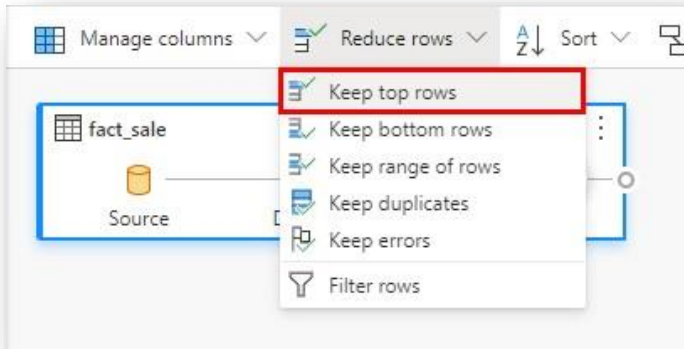 Manage columns Reduce rows Sort
Keep top rows
fact_sale
Keep bottom rows
Keep range of rows
Source
Keep duplicates
Keep errors
Filter rows